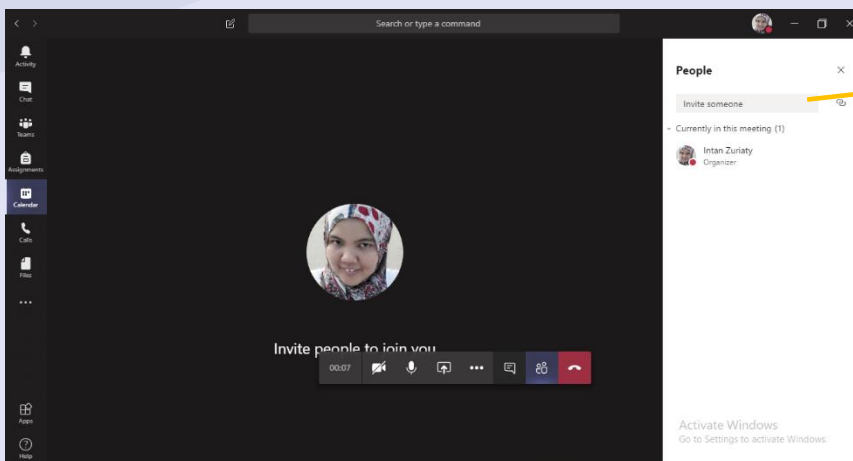 Search or type a command
Activity
Chat
Teams
Assignments
Calendar
Calls
Files
Apps
Help
Invite people to join you
00:07
People
Invite someone
Currently in this meeting (1)
Intan Zuriaty
Organizer
Activate Windows
Go to Settings to activate Windows.